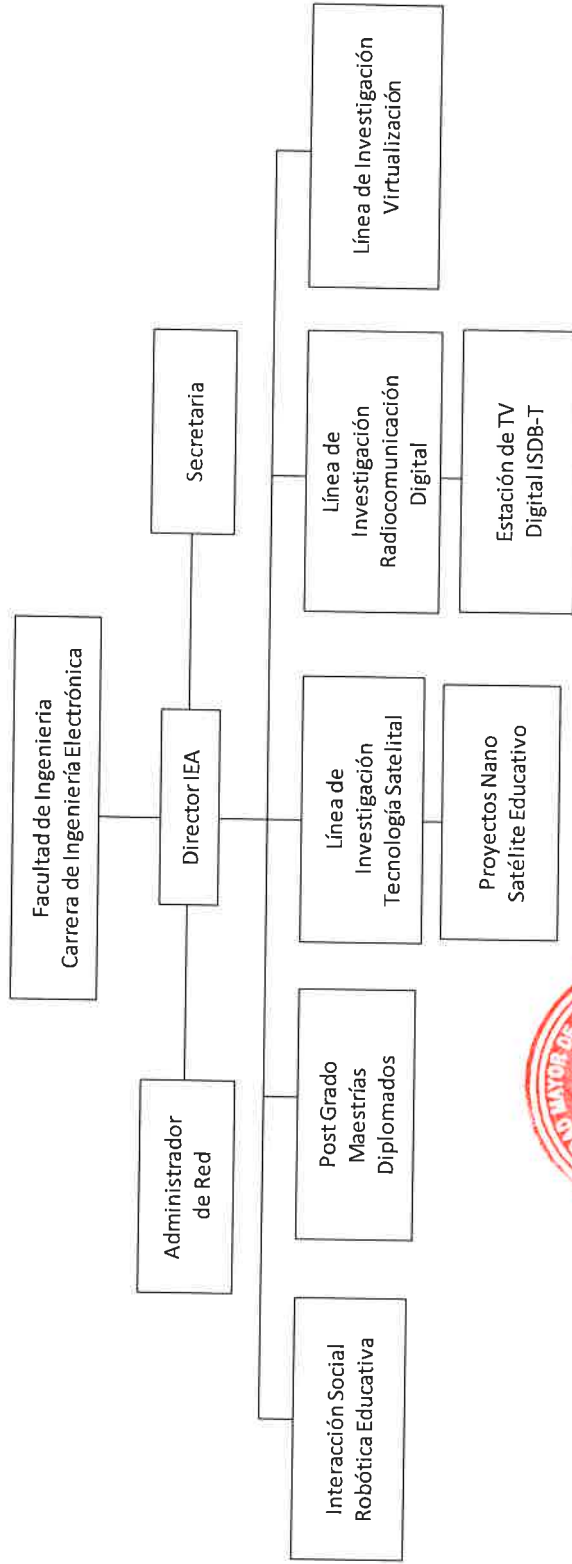 Facultad de Ingenieria
Carrera de Ingeniería Electrónica
Administrador
de Red
Director IEA
Secretaria
Interacción Social
Robótica Educativa
Post Grado
Maestrías
Diplomados
Línea de
Investigación
Tecnología Satelital
Línea de
Investigación
Radiocomunicación
Digital
Línea de Investigación
Virtualización
Proyectos Nano
Satélite Educativo
Estación de TV
Digital ISDB-T
MAYOR DE